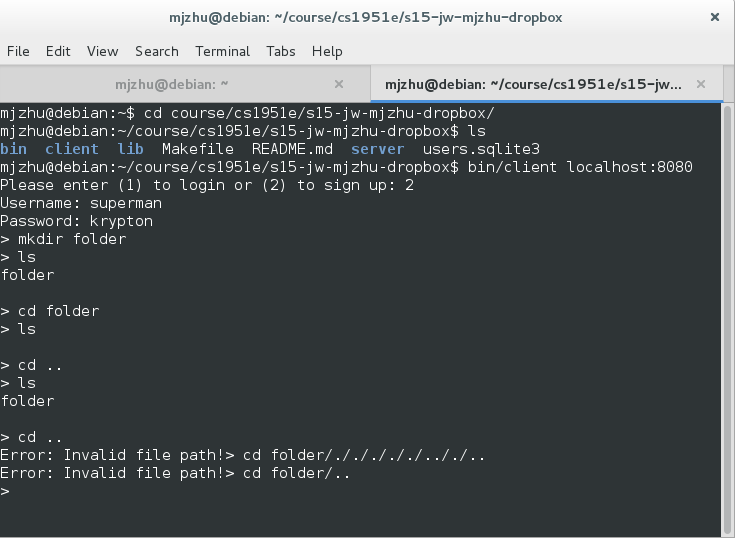 mjzhu@debian: ~/course/cs1951e/s15-jw-mjzhu-dropbox ×
File Edit View Search Terminal Tabs Help
mjzhu@debian: ~ × mjzhu@debian: ~/course/cs1951e/s15-jw... ×
mjzhu@debian:~$ cd course/cs1951e/s15-jw-mjzhu-dropbox/
mjzhu@debian:~/course/cs1951e/s15-jw-mjzhu-dropbox$ ls
bin client lib Makefile README.md server users.sqlite3
mjzhu@debian:~/course/cs1951e/s15-jw-mjzhu-dropbox$ bin/client localhost:8080
Please enter (1) to login or (2) to sign up: 2
Username: superman
Password: krypton
> mkdir folder
> ls
folder
> cd folder
> ls
> cd ..
> ls
folder
> cd ..
Error: Invalid file path!> cd folder/./././././.././..
Error: Invalid file path!> cd folder/..
>